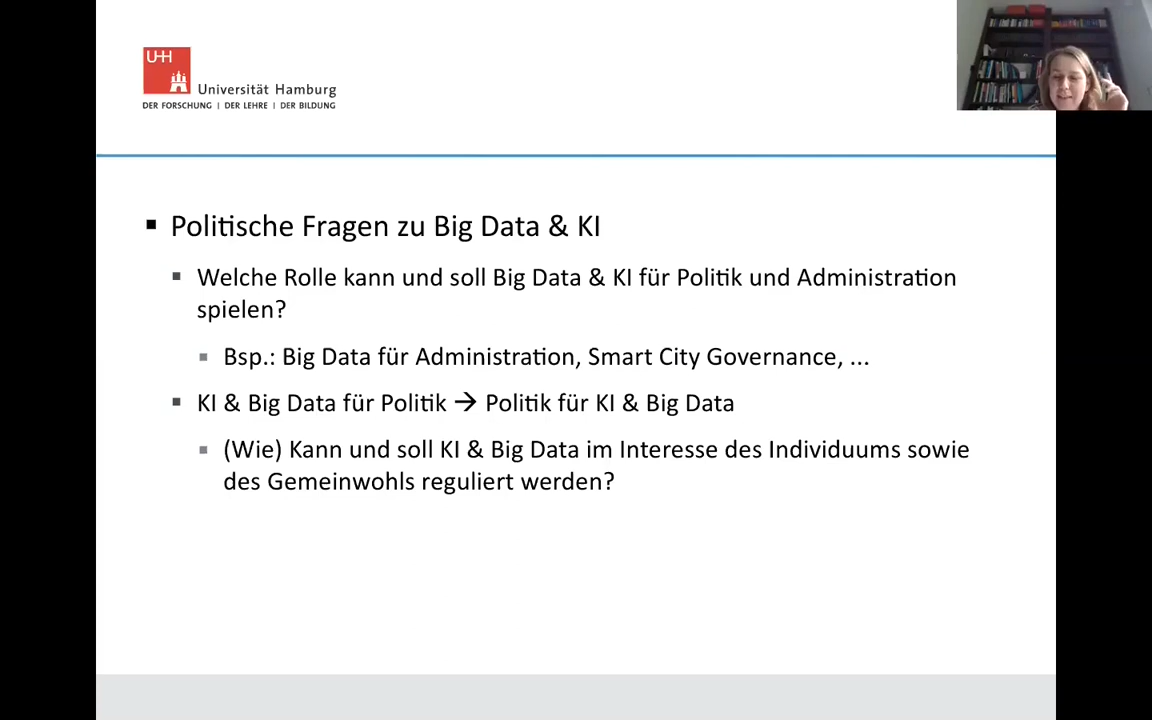 UH
Universität Hamburg
DER FORSCHUNG | DER LEHRE | DER BILDUNG
▪ Politische Fragen zu Big Data & KI
▪ Welche Rolle kann und soll Big Data & KI für Politik und Administration
spielen?
▪ Bsp.: Big Data für Administration, Smart City Governance, ...
▪ KI & Big Data für Politik → Politik für KI & Big Data
▪ (Wie) Kann und soll KI & Big Data im Interesse des Individuums sowie
des Gemeinwohls reguliert werden?